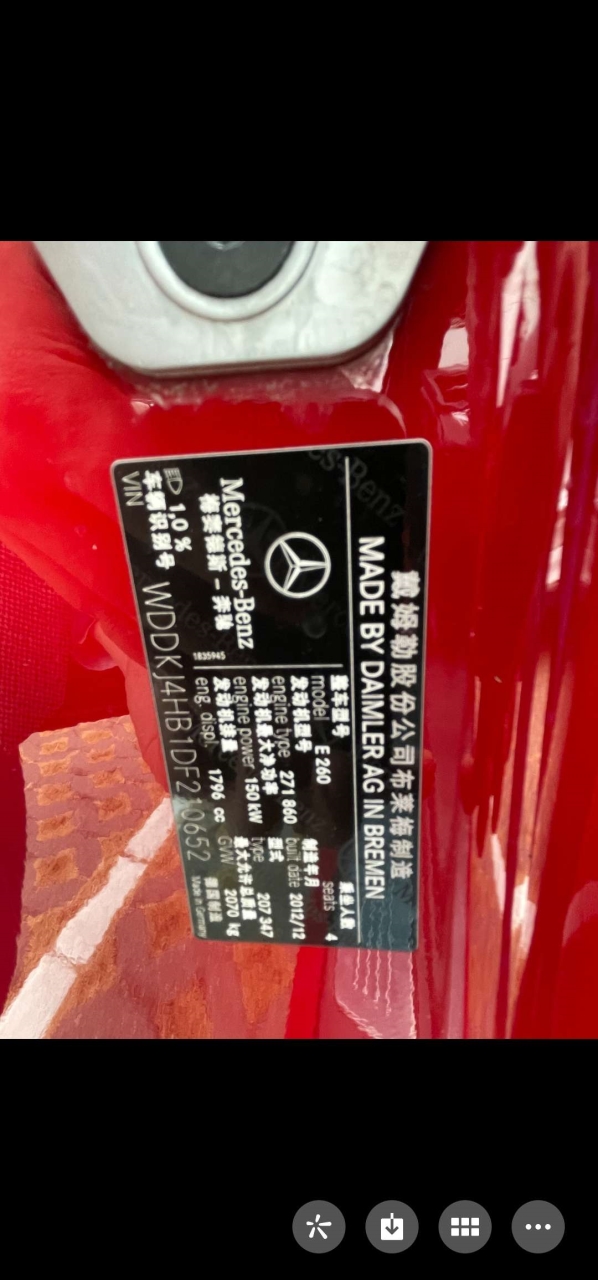 戴姆勒股份公司布莱梅制造
MADE BY DAIMLER AG IN BREMEN
Mercedes-Benz
梅赛德斯－奔驰
1835945
1,0 %
整车型号
model E 260
乘坐人数
seats 4
发动机型号
engine type 271 860
制造年月
built date 2012/12
发动机最大净功率
engine power 150 kW
型式
type 207 347
发动机排量
eng. displ. 1796 cc
最大允许总质量
GVW 2070 kg
德国制造
Made in Germany
车辆识别号
VIN WDDKJ4HB1DF210652